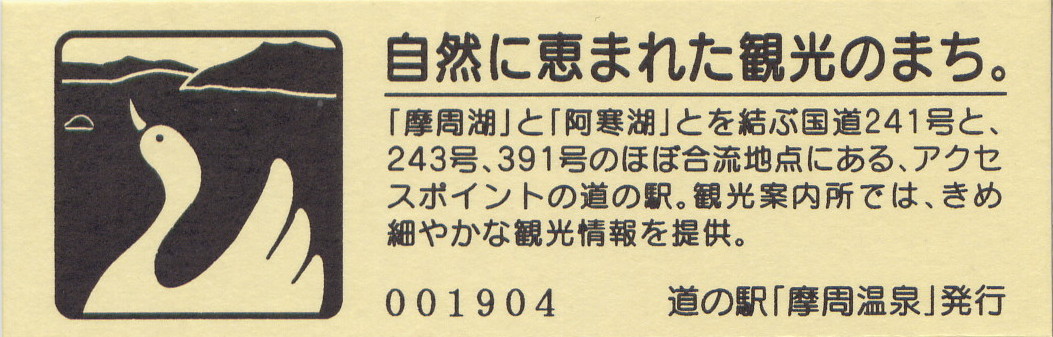 自然に恵まれた観光のまち。
「摩周湖」と「阿寒湖」とを結ぶ国道241号と、
243号、391号のほぼ合流地点にある、アクセ
スポイントの道の駅。観光案内所では、きめ
細やかな観光情報を提供。
001904 道の駅「摩周温泉」発行